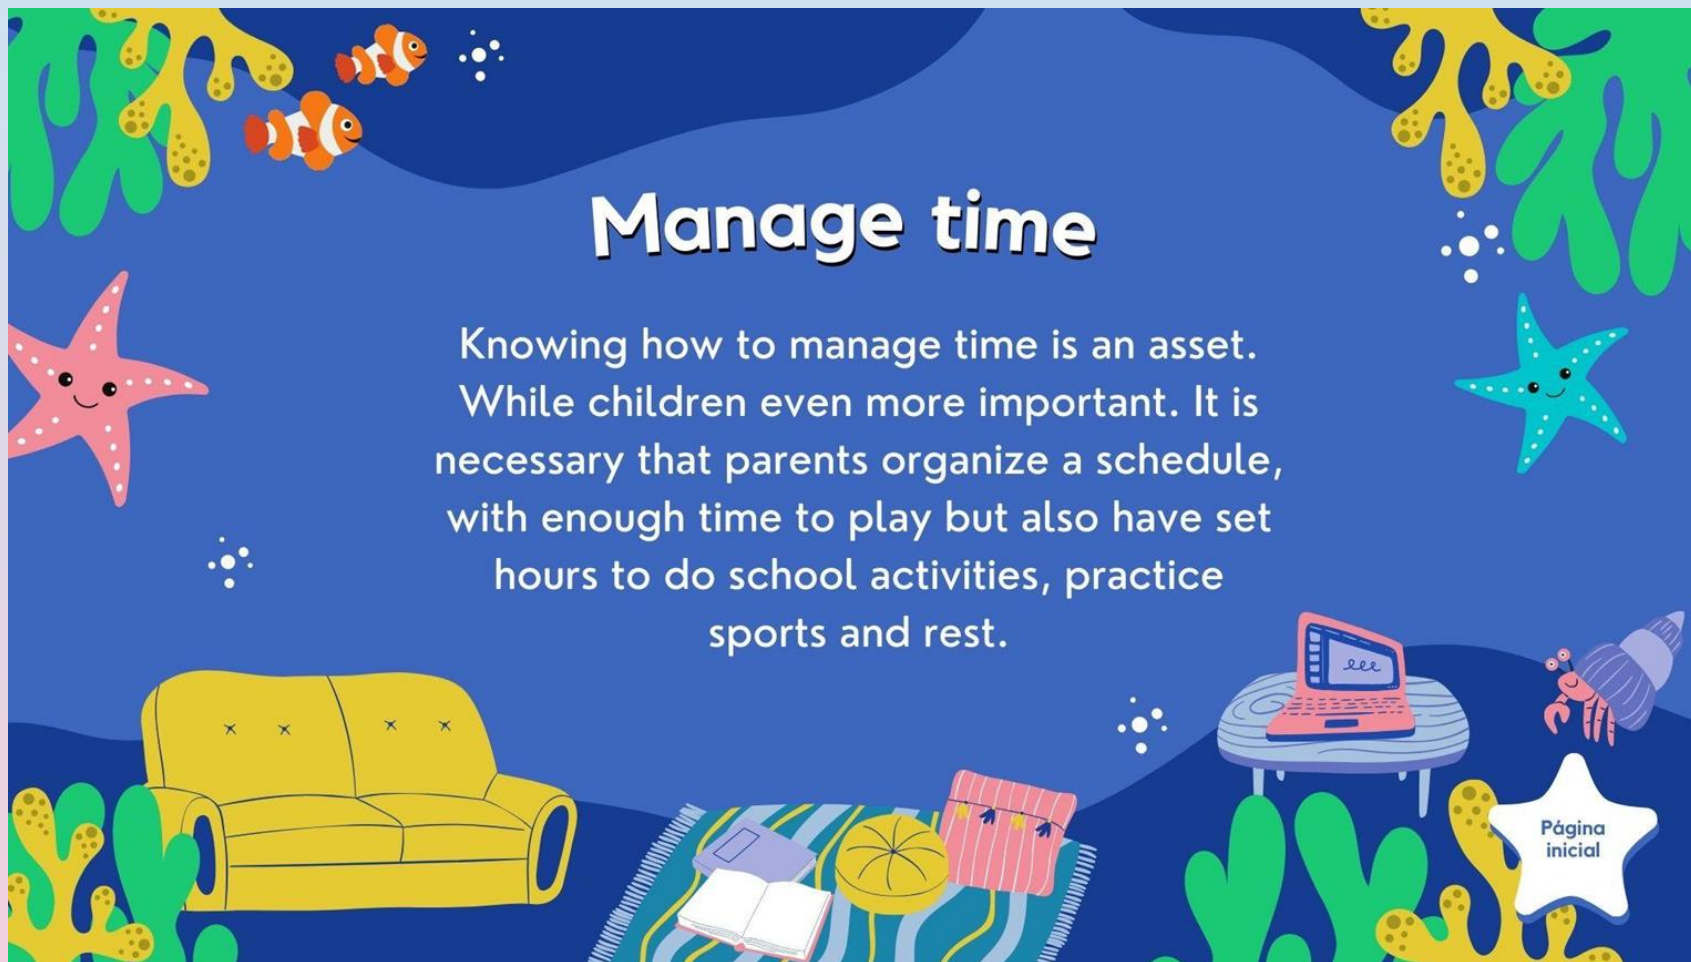 Manage time
Knowing how to manage time is an asset.
While children even more important. It is
necessary that parents organize a schedule,
with enough time to play but also have set
hours to do school activities, practice
sports and rest.
Página
inicial